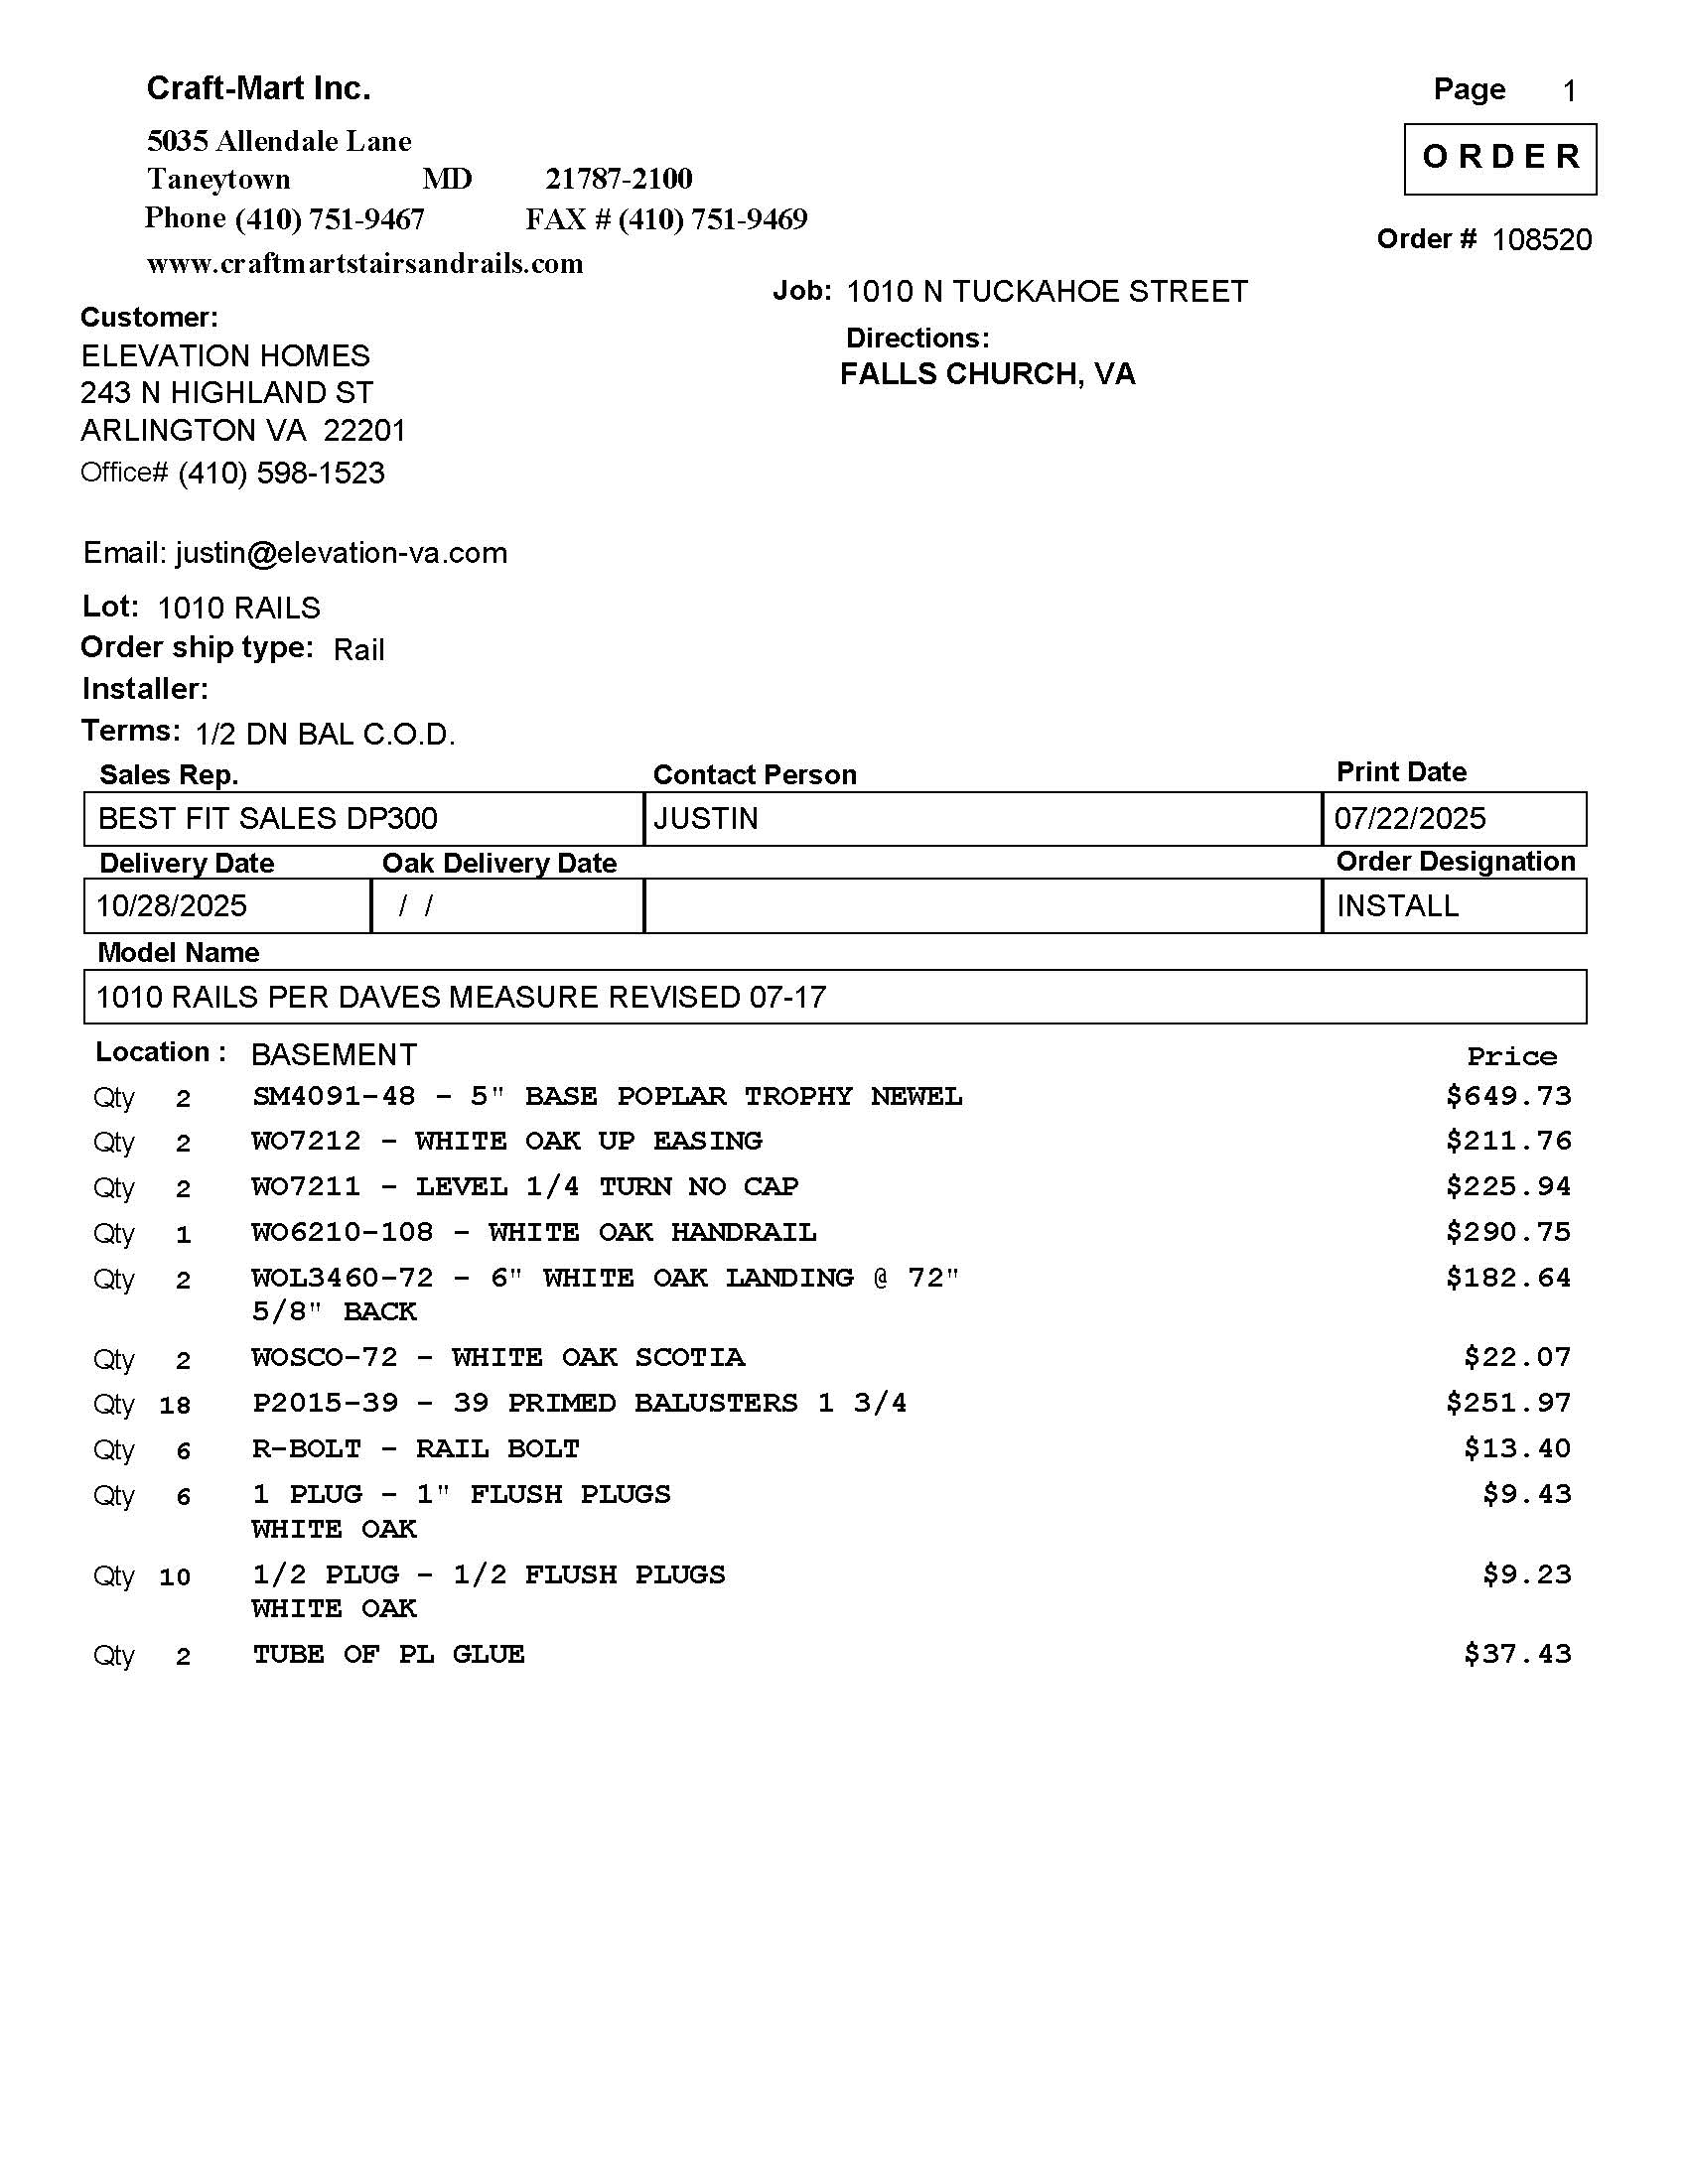 Craft-Mart Inc.
Page 1
5035 Allendale Lane
ORDER
Taneytown MD 21787-2100
Phone (410) 751-9467 FAX # (410) 751-9469
Order # 108520
www.craftmartstairsandrails.com
Job: 1010 N TUCKAHOE STREET
Customer:
Directions:
ELEVATION HOMES
FALLS CHURCH, VA
243 N HIGHLAND ST
ARLINGTON VA 22201
Office# (410) 598-1523
Email: justin@elevation-va.com
Lot: 1010 RAILS
Order ship type: Rail
Installer:
Terms: 1/2 DN BAL C.O.D.
Sales Rep. Contact Person Print Date
BEST FIT SALES DP300 JUSTIN 07/22/2025
Delivery Date Oak Delivery Date Order Designation
10/28/2025 / / INSTALL
Model Name
1010 RAILS PER DAVES MEASURE REVISED 07-17
Location : BASEMENT Price
Qty 2 SM4091-48 - 5" BASE POPLAR TROPHY NEWEL $649.73
Qty 2 WO7212 - WHITE OAK UP EASING $211.76
Qty 2 WO7211 - LEVEL 1/4 TURN NO CAP $225.94
Qty 1 WO6210-108 - WHITE OAK HANDRAIL $290.75
Qty 2 WOL3460-72 - 6" WHITE OAK LANDING @ 72" $182.64
5/8" BACK
Qty 2 WOSCO-72 - WHITE OAK SCOTIA $22.07
Qty 18 P2015-39 - 39 PRIMED BALUSTERS 1 3/4 $251.97
Qty 6 R-BOLT - RAIL BOLT $13.40
Qty 6 1 PLUG - 1" FLUSH PLUGS $9.43
WHITE OAK
Qty 10 1/2 PLUG - 1/2 FLUSH PLUGS $9.23
WHITE OAK
Qty 2 TUBE OF PL GLUE $37.43